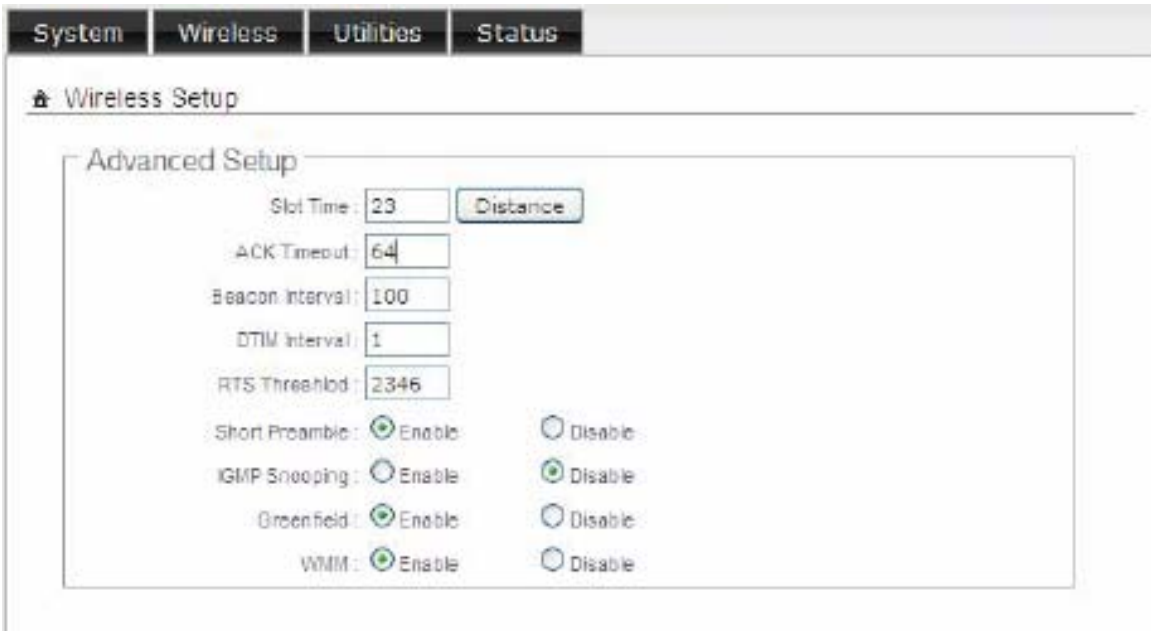 System Wireless Utilities Status
Wireless Setup
Advanced Setup
Slot Time : 23 Distance
ACK Timeout : 64
Beacon Interval : 100
DTIM Interval : 1
RTS Threshlod : 2346
Short Preamble : Enable Disable
IGMP Snooping : Enable Disable
Greenfield : Enable Disable
WMM : Enable Disable